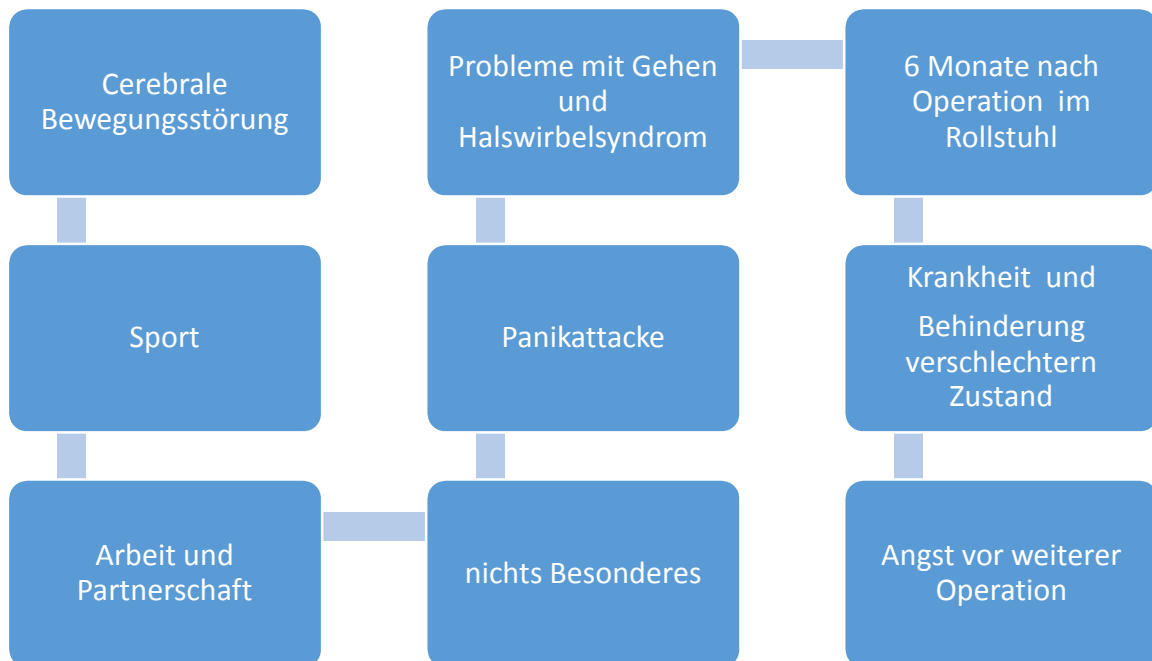 Cerebrale
Bewegungsstörung
Sport
Arbeit und
Partnerschaft
nichts Besonderes
Panikattacke
Probleme mit Gehen
und
Halswirbelsyndrom
6 Monate nach
Operation im
Rollstuhl
Krankheit und
Behinderung
verschlechtern
Zustand
Angst vor weiterer
Operation